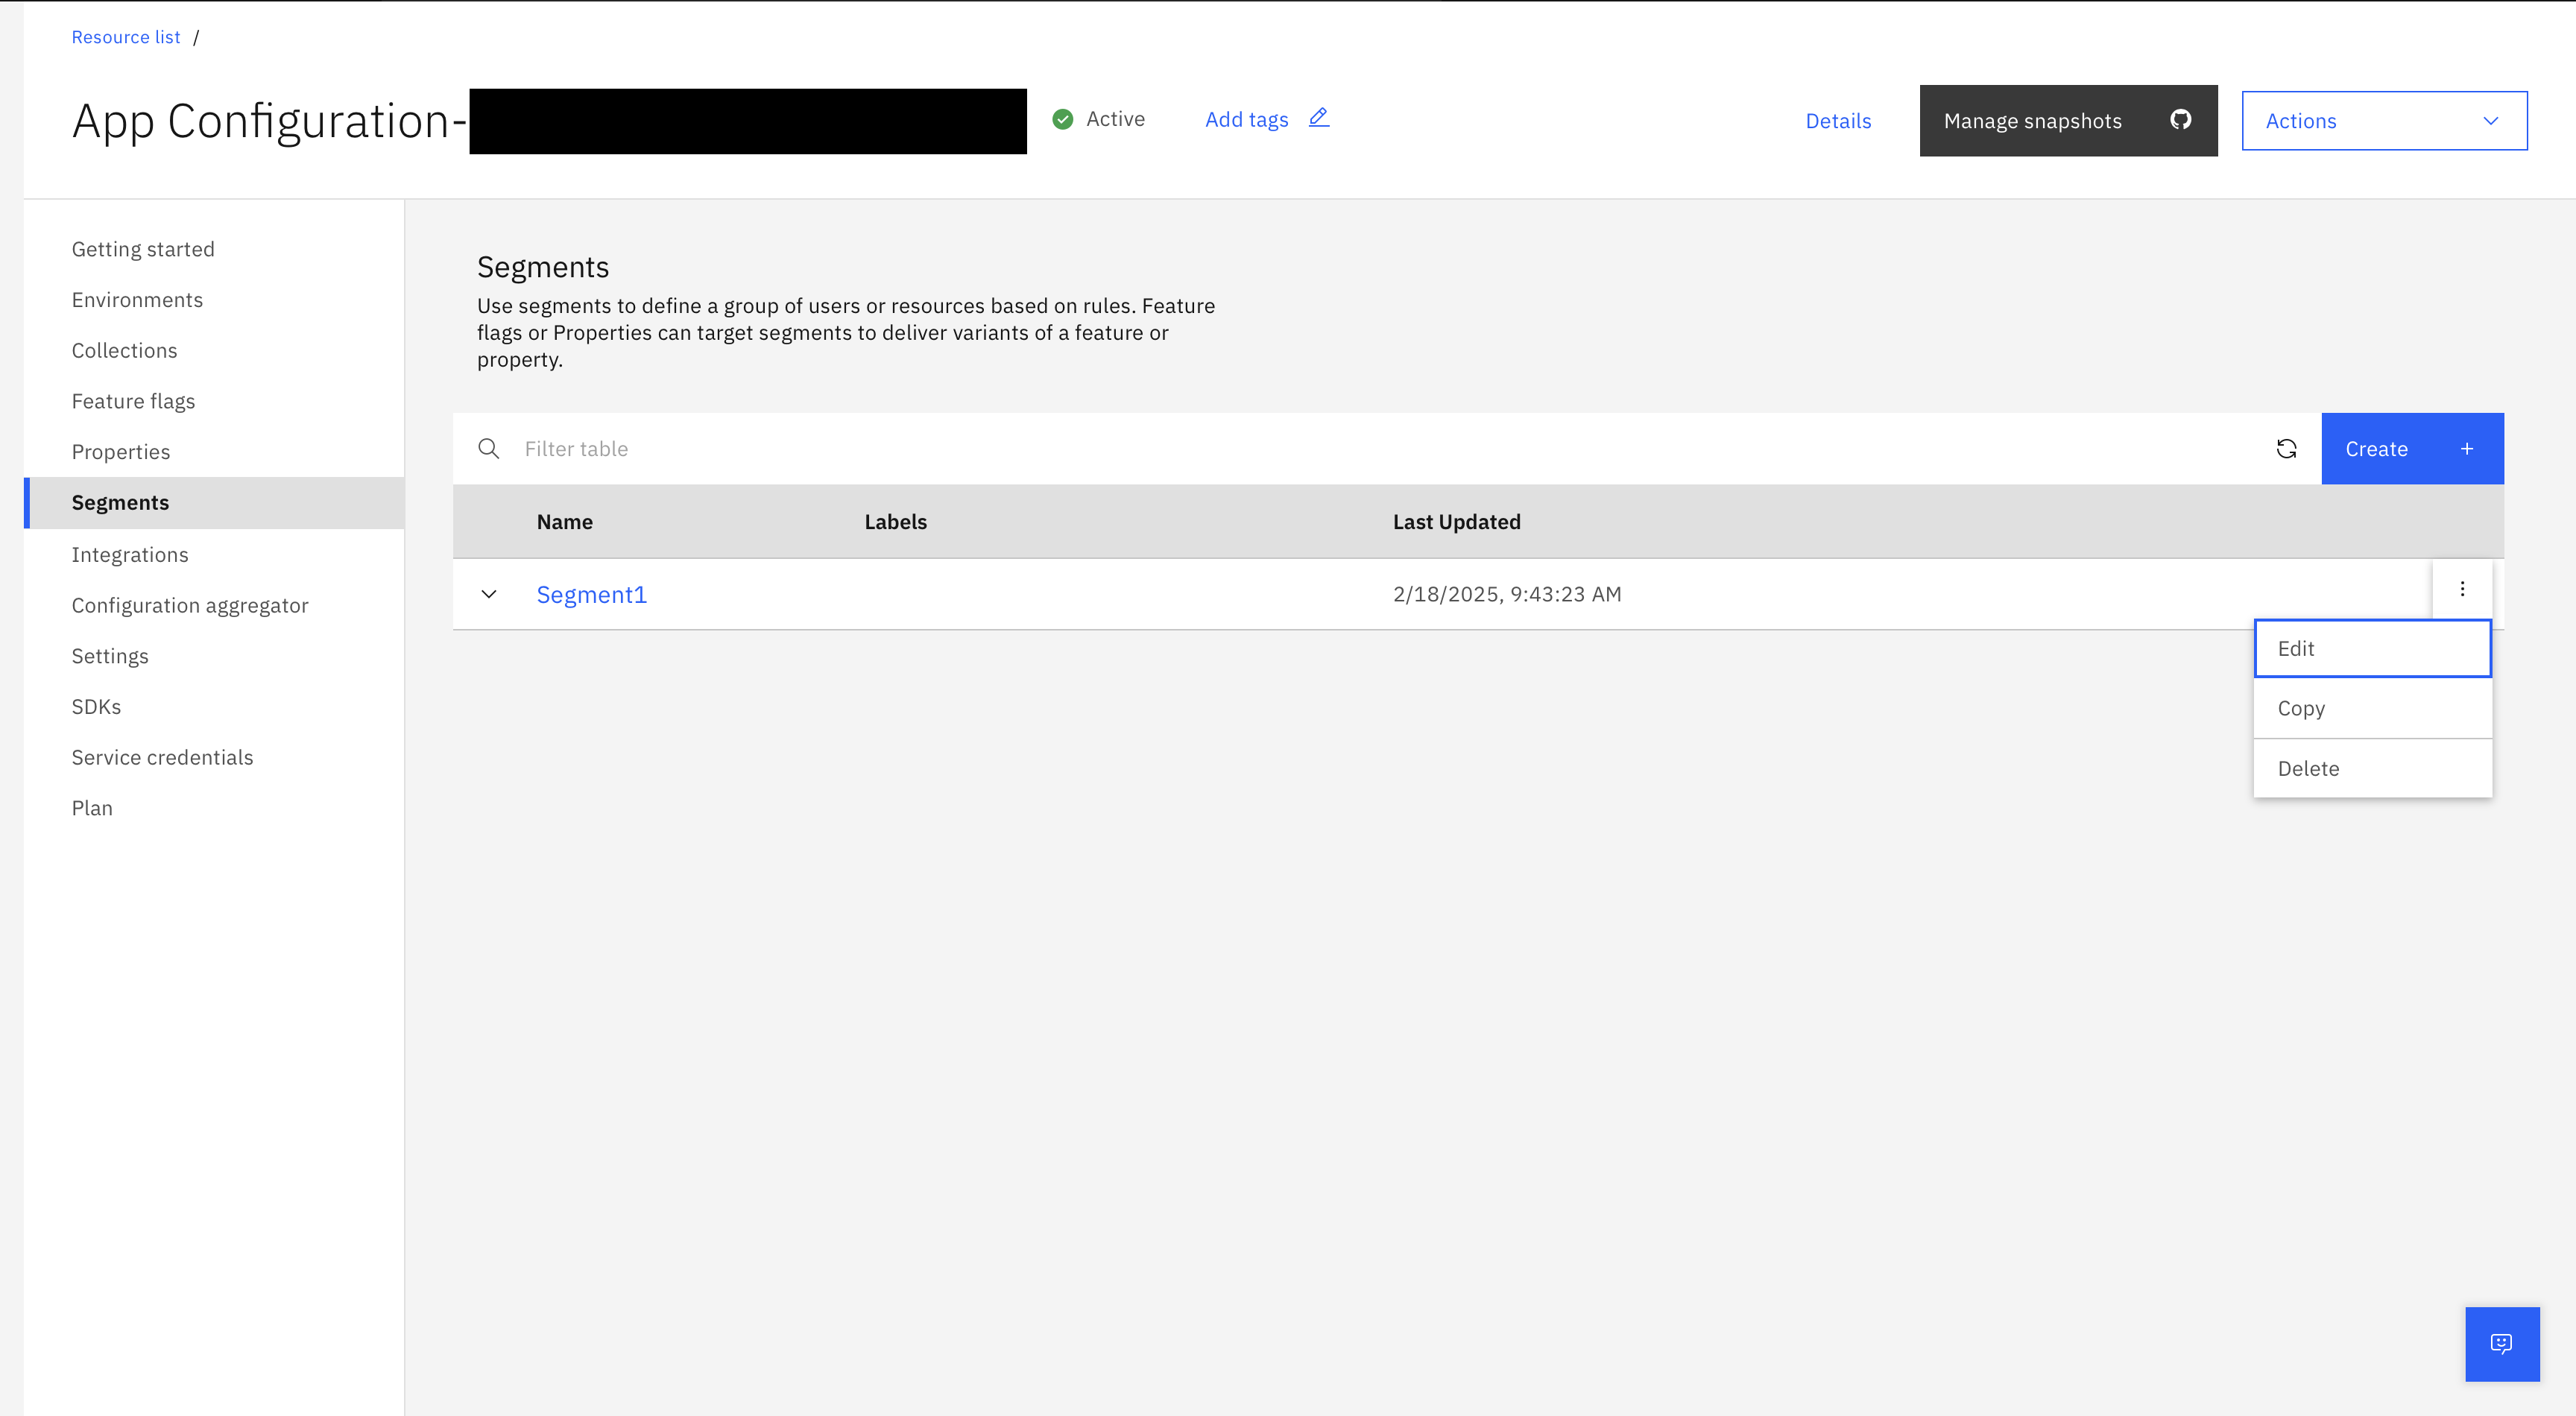 Resource list /
App Configuration-
Active
Add tags
Details
Manage snapshots
Actions
Getting started
Environments
Collections
Feature flags
Properties
Segments
Integrations
Configuration aggregator
Settings
SDKs
Service credentials
Plan
Segments
Use segments to define a group of users or resources based on rules. Feature
flags or Properties can target segments to deliver variants of a feature or
property.
Filter table
Create +
Name Labels Last Updated
Segment1 2/18/2025, 9:43:23 AM
Edit
Copy
Delete